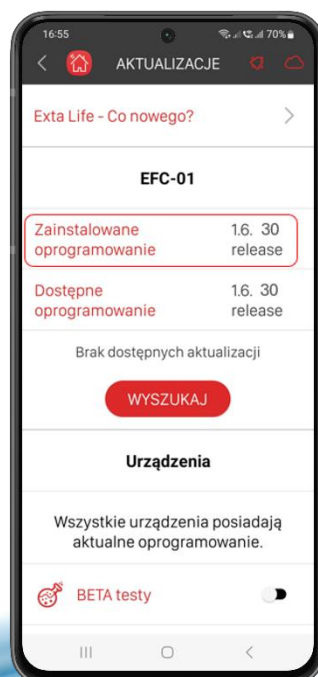 16:55 70%
AKTUALIZACJE
Exta Life - Co nowego?
EFC-01
Zainstalowane 1.6. 30
oprogramowanie release
Dostępne 1.6. 30
oprogramowanie release
Brak dostępnych aktualizacji
WYSZUKAJ
Urządzenia
Wszystkie urządzenia posiadają
aktualne oprogramowanie.
BETA testy